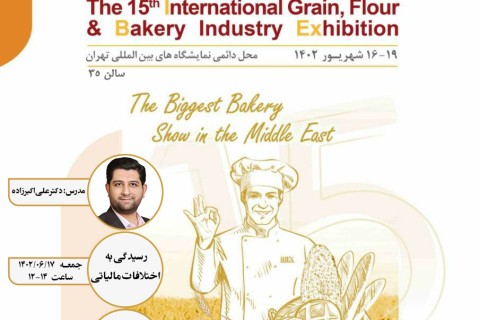 The 15th International Grain, Flour
& Bakery Industry Exhibition
۱۶-۱۹ شهریور ۱۴۰۲
محل دائمی نمایشگاه های بین المللی تهران
سالن ۳۵
The Biggest Bakery
Show in the Middle East
مدرس: دکتر علی اکبرزاده
رسیدگی به
اختلافات مالیاتی
جمعه ۱۴۰۲/۰۶/۱۷
ساعت ۱۴-۱۲